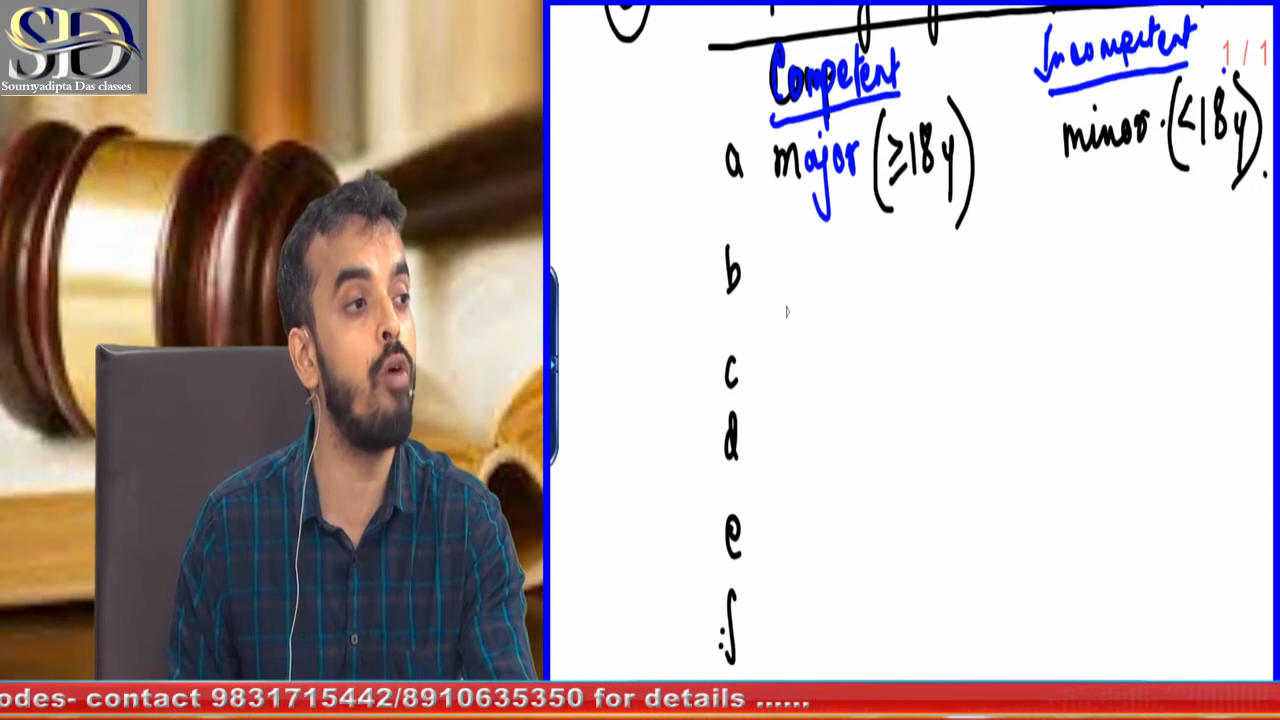 SD
Soumyadipta Das classes
Competent Incompetent
1 / 1
a major (≥18y) minor. (<18y).
b
c
d
e
f
odes- contact 9831715442/8910635350 for details ......